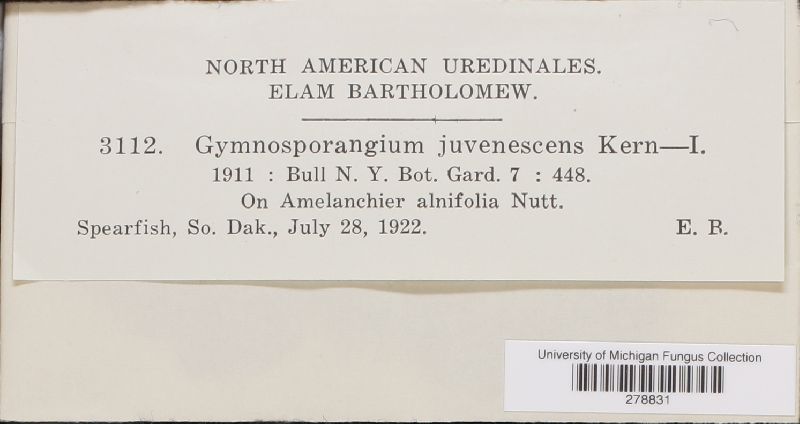 NORTH AMERICAN UREDINALES.
ELAM BARTHOLOMEW.
3112. Gymnosporangium juvenescens Kern—I.
1911 : Bull N. Y. Bot. Gard. 7 : 448.
On Amelanchier alnifolia Nutt.
Spearfish, So. Dak., July 28, 1922. E. B.
University of Michigan Fungus Collection
278831